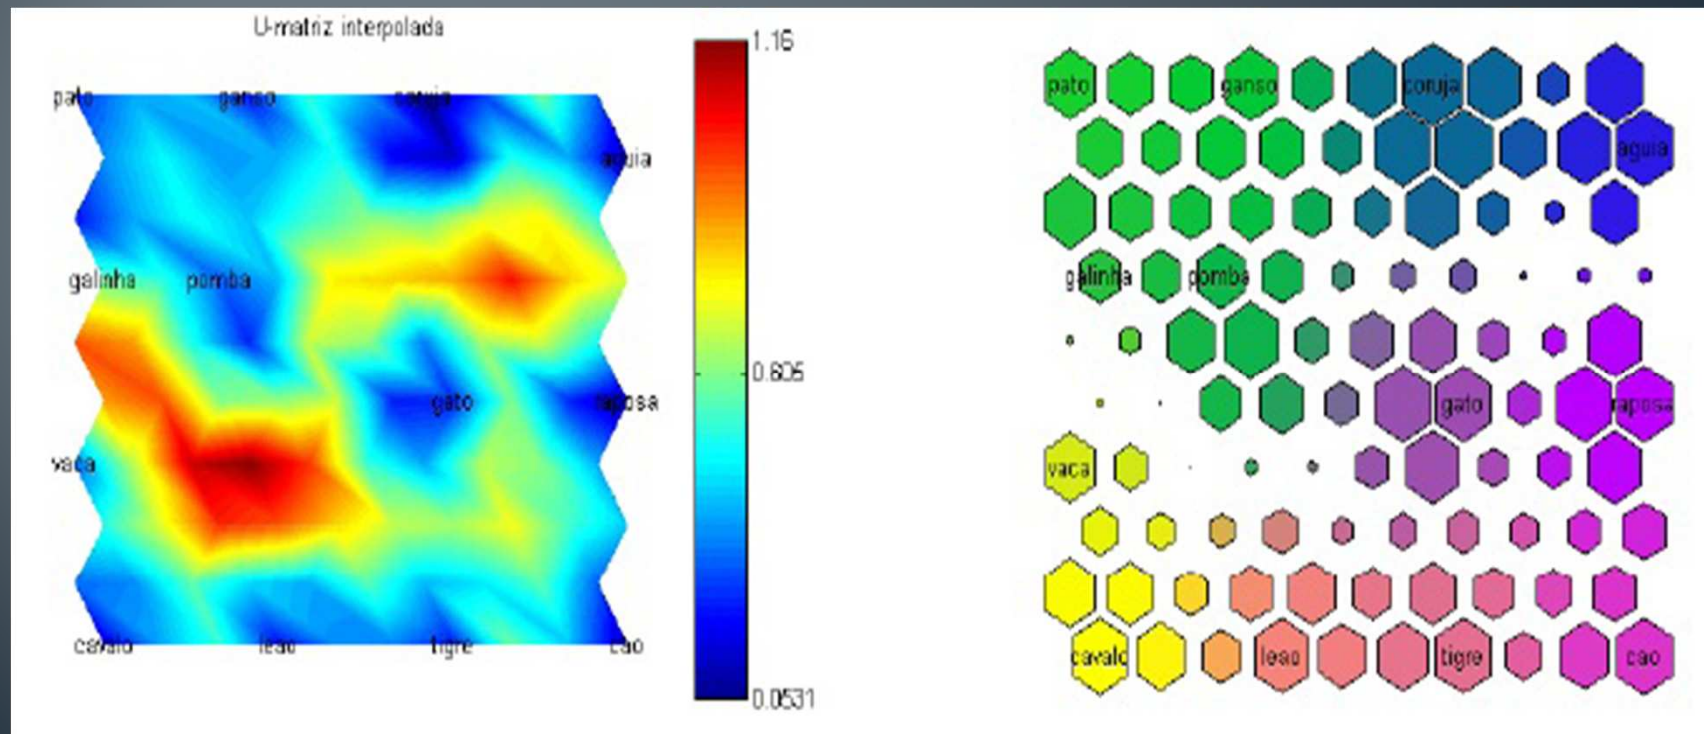 U-matriz interpolada
1.16
pato ganso coruja
aguia
galinha pomba
0.605
gato raposa
vaca
cavalo leao tigre cao
0.0531
pato ganso coruja
aguia
galinha pomba
gato raposa
vaca
cavalo leao tigre cao